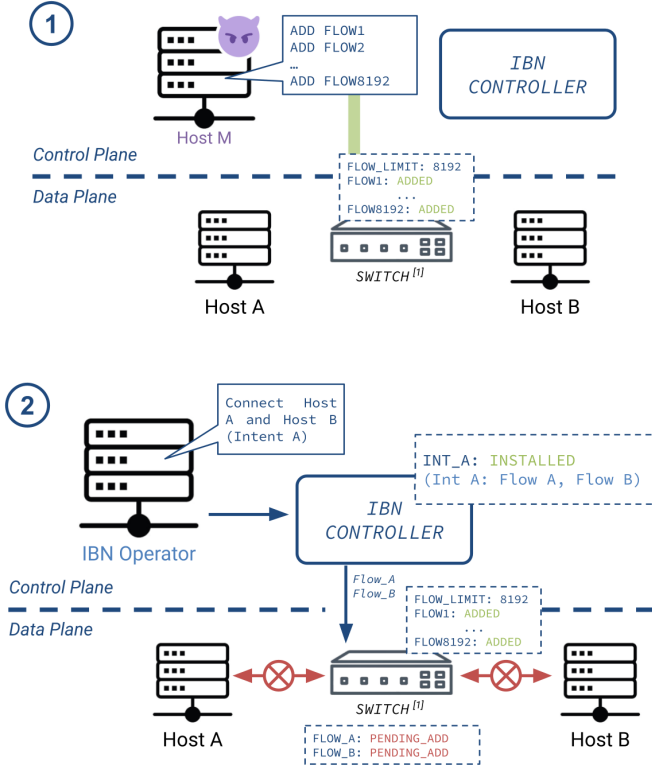 1
ADD FLOW1
ADD FLOW2
…
ADD FLOW8192
IBN
CONTROLLER
Host M
Control Plane
Data Plane
FLOW_LIMIT: 8192
FLOW1: ADDED
...
FLOW8192: ADDED
SWITCH [1]
Host A
Host B
2
Connect Host
A and Host B
(Intent A)
INT_A: INSTALLED
(Int A: Flow A, Flow B)
IBN
CONTROLLER
IBN Operator
Flow_A
Flow_B
Control Plane
Data Plane
FLOW_LIMIT: 8192
FLOW1: ADDED
...
FLOW8192: ADDED
SWITCH [1]
Host A
Host B
FLOW_A: PENDING_ADD
FLOW_B: PENDING_ADD